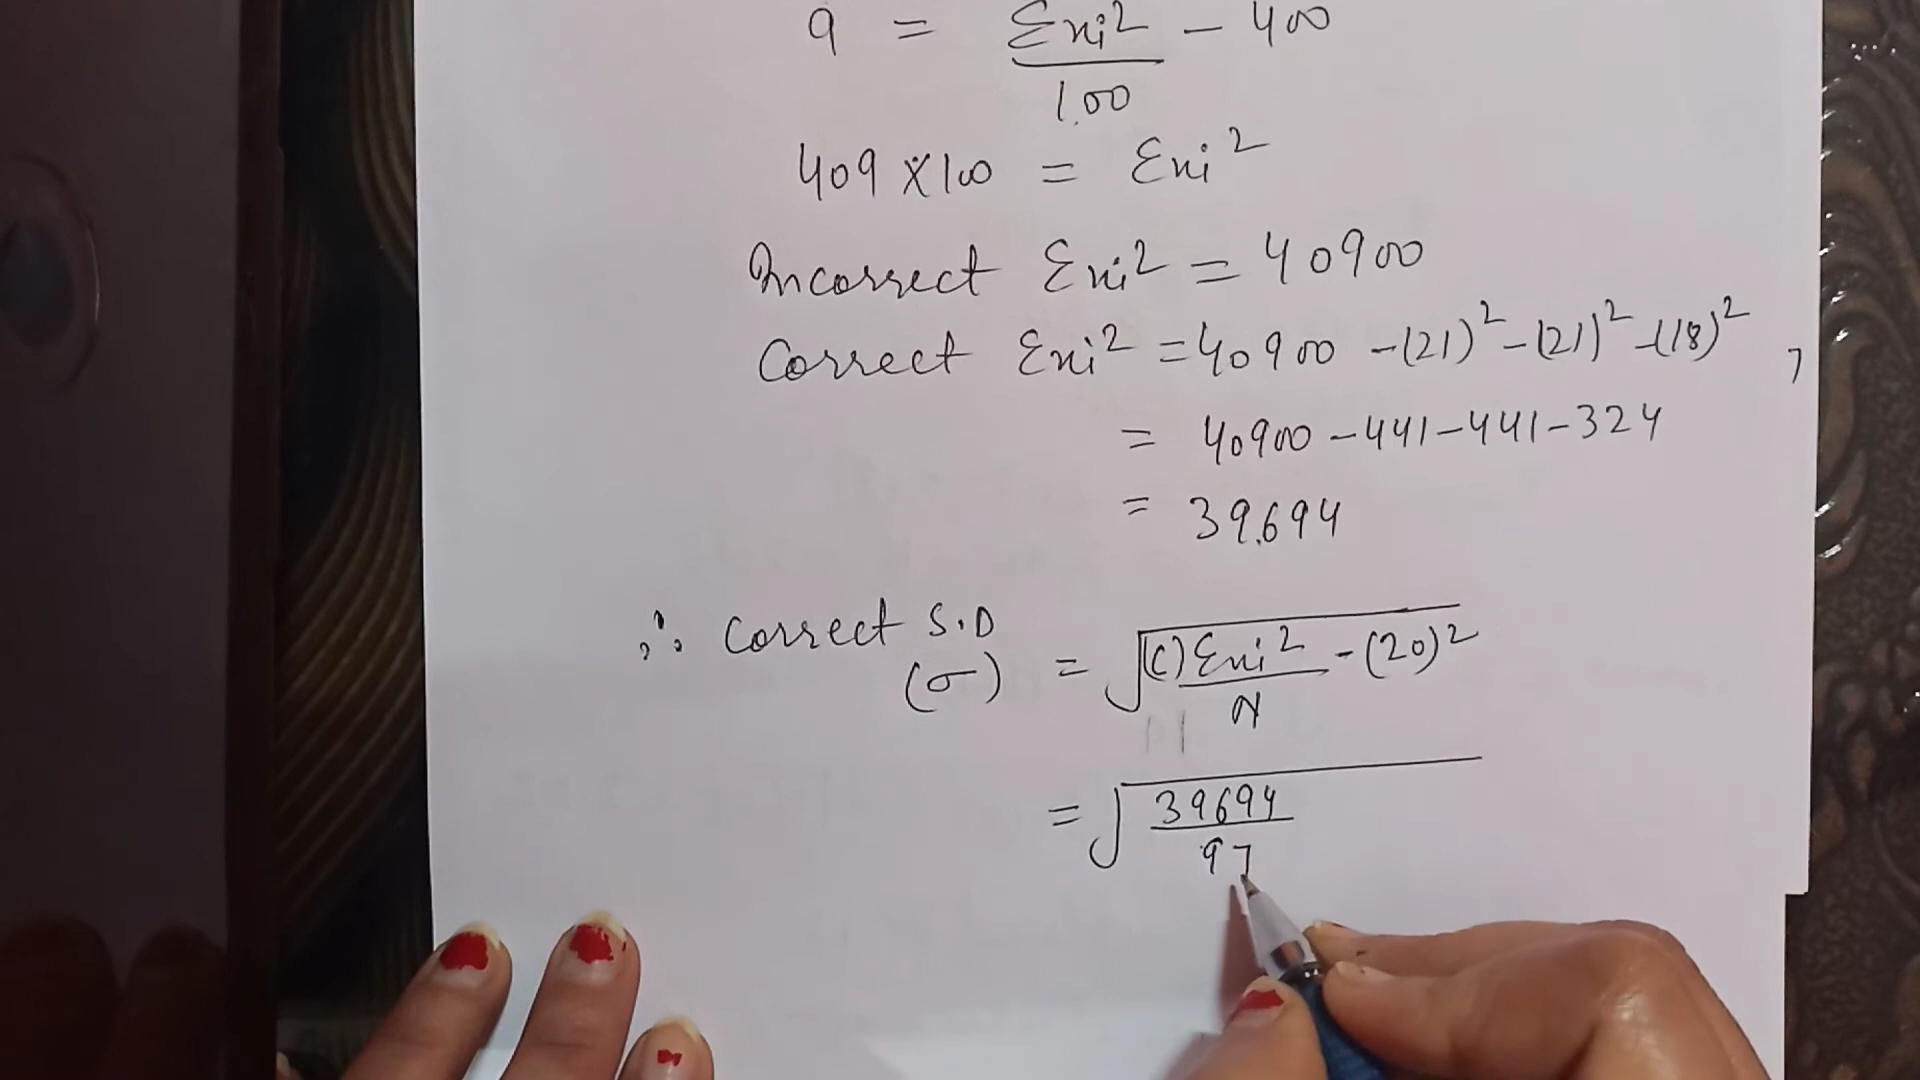 9 = Σxi² - 400
100
409 × 100 = Σxi²
Incorrect Σxi² = 40900
Correct Σxi² = 40900 - (21)² - (21)² - (18)²,
= 40900 - 441 - 441 - 324
= 39694
∴ Correct S.D = √(C) Σxi² - (20)²
(σ) N
= √39694
97